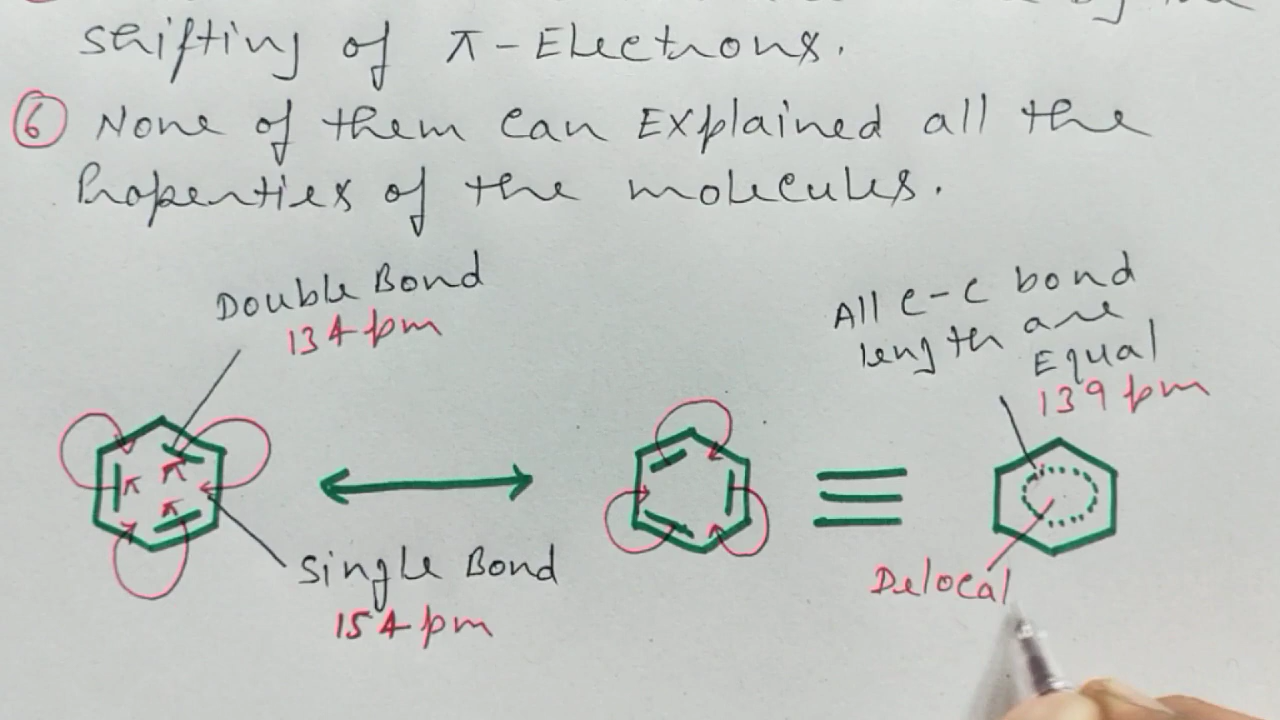 shifting of π-Electrons.
⑥ None of them can Explained all the
Properties of the molecules.
Double Bond
134 pm
All C-C bond
length are
Equal
139 pm
Single Bond
154 pm
Delocal